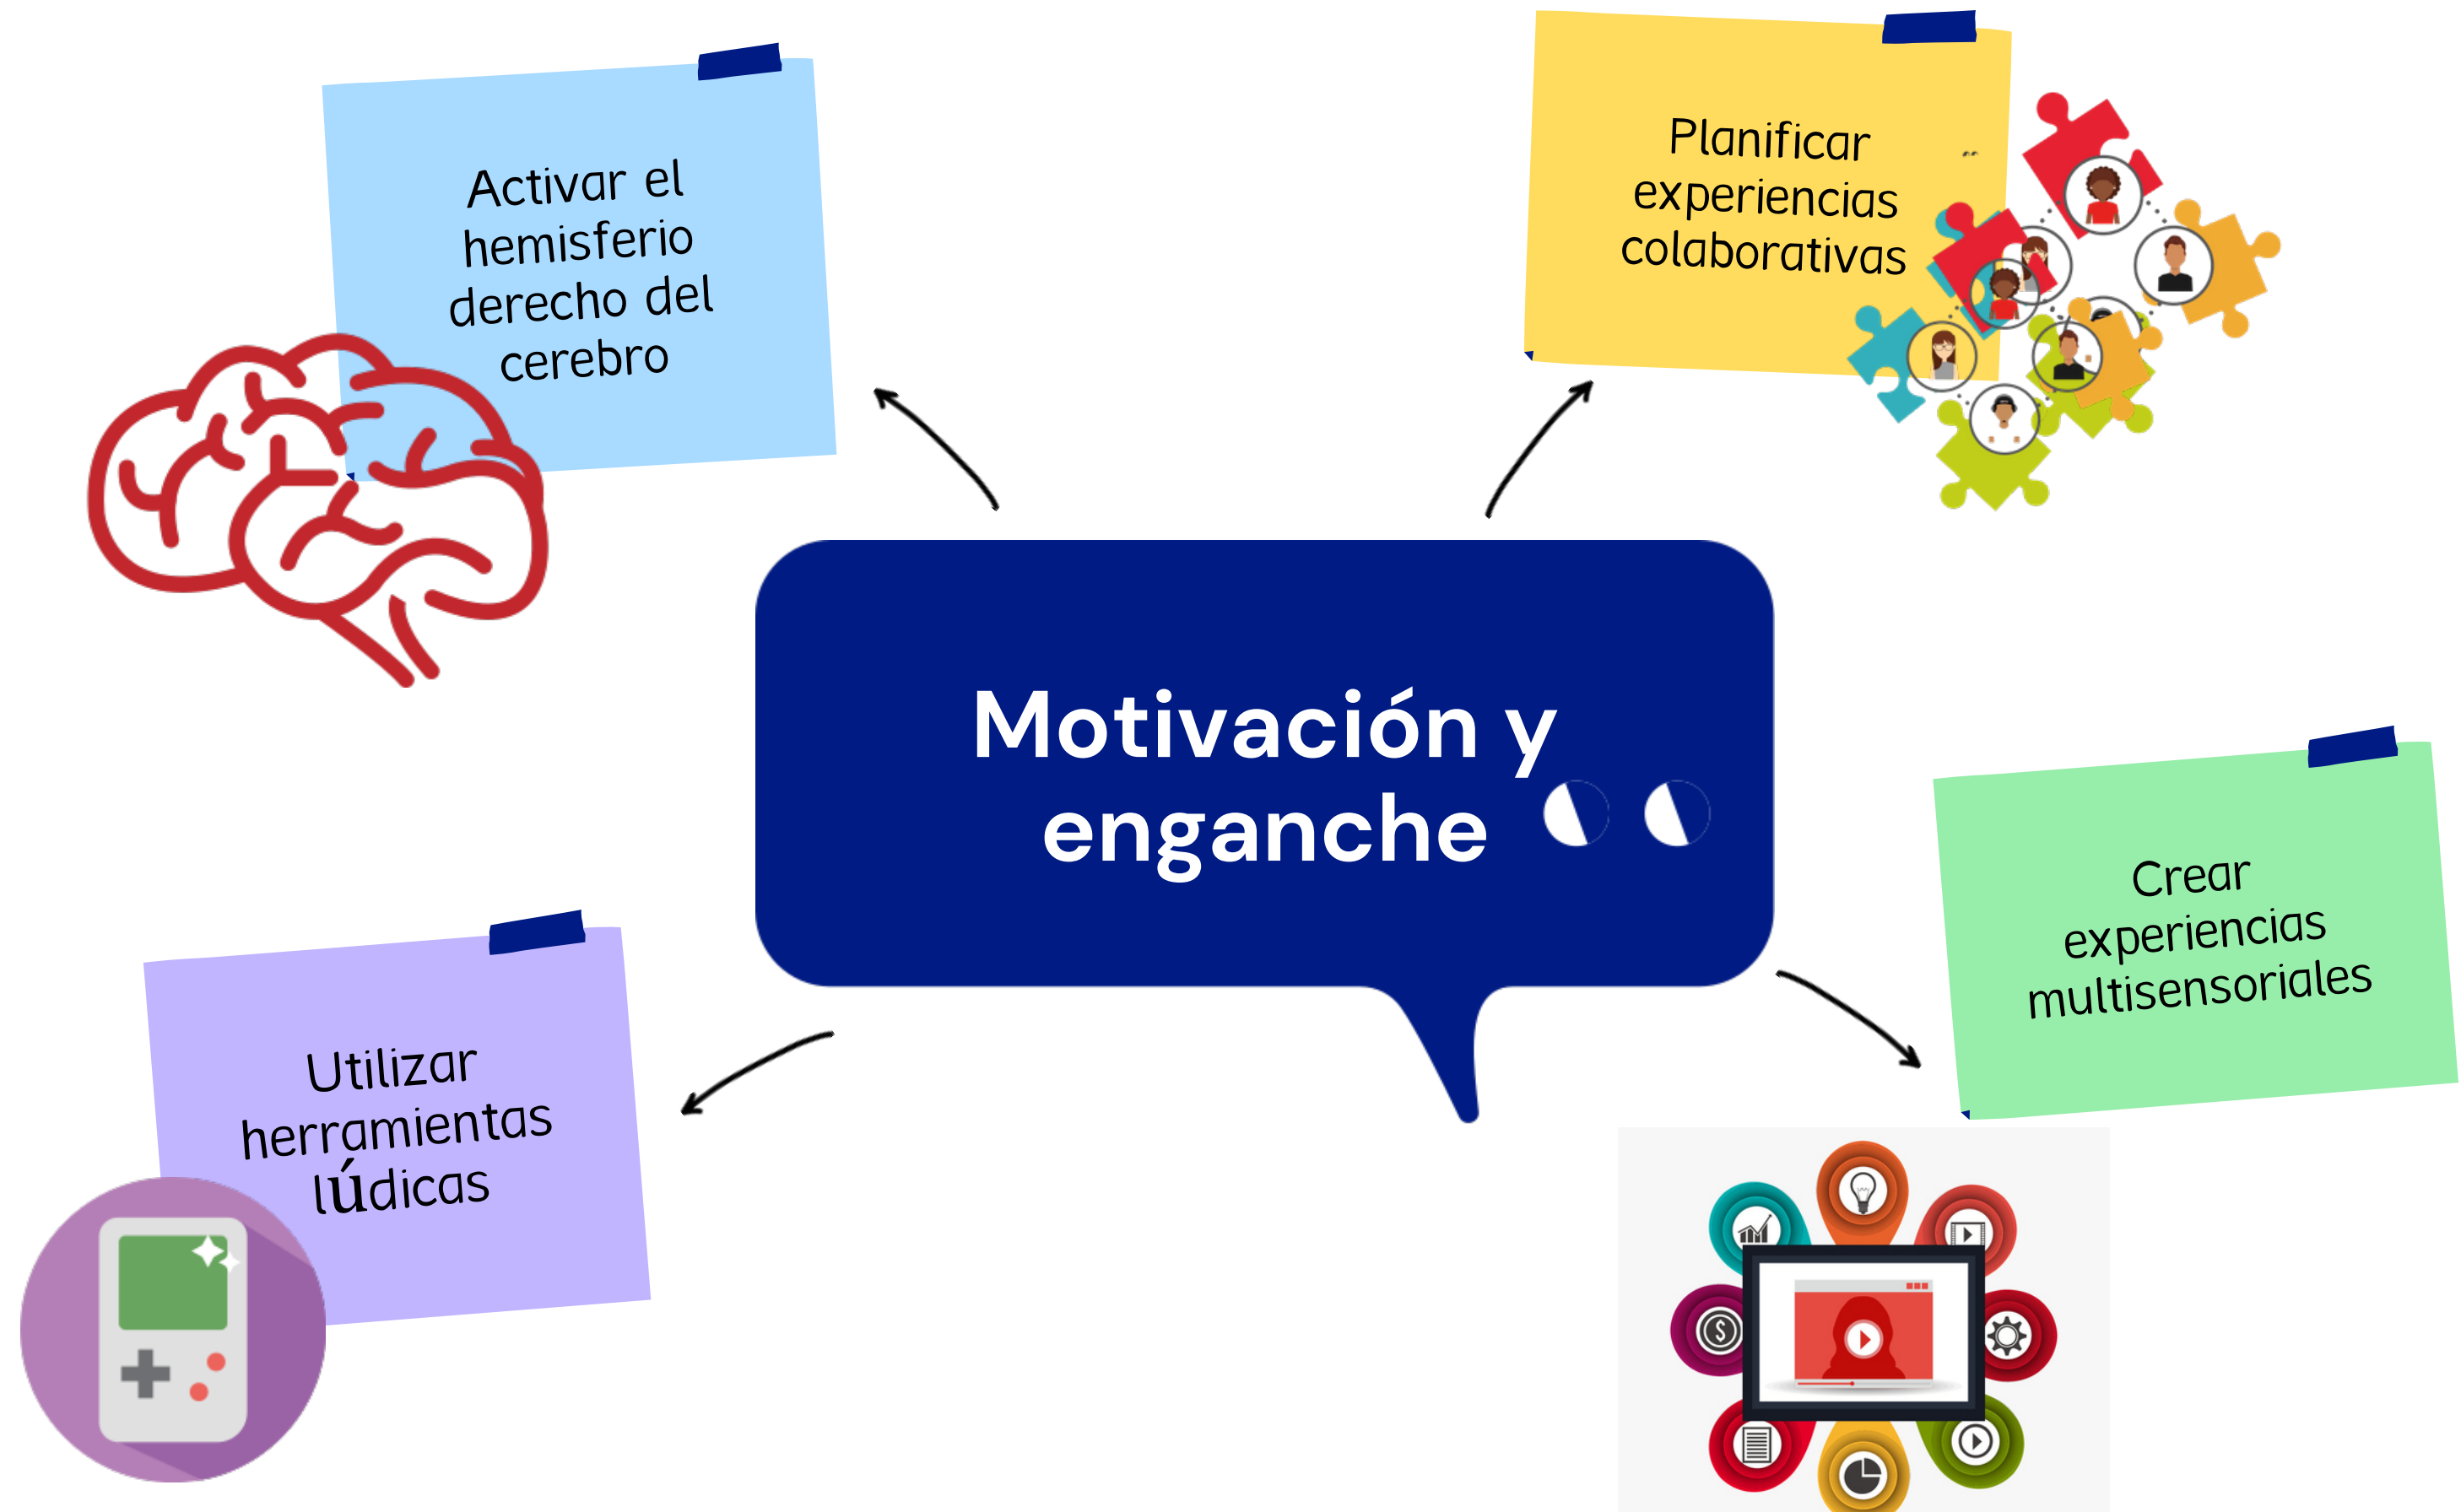 Activar el
hemisferio
derecho del
cerebro
Planificar
experiencias
colaborativas
Motivación y
enganche
Crear
experiencias
multisensoriales
Utilizar
herramientas
lúdicas
$